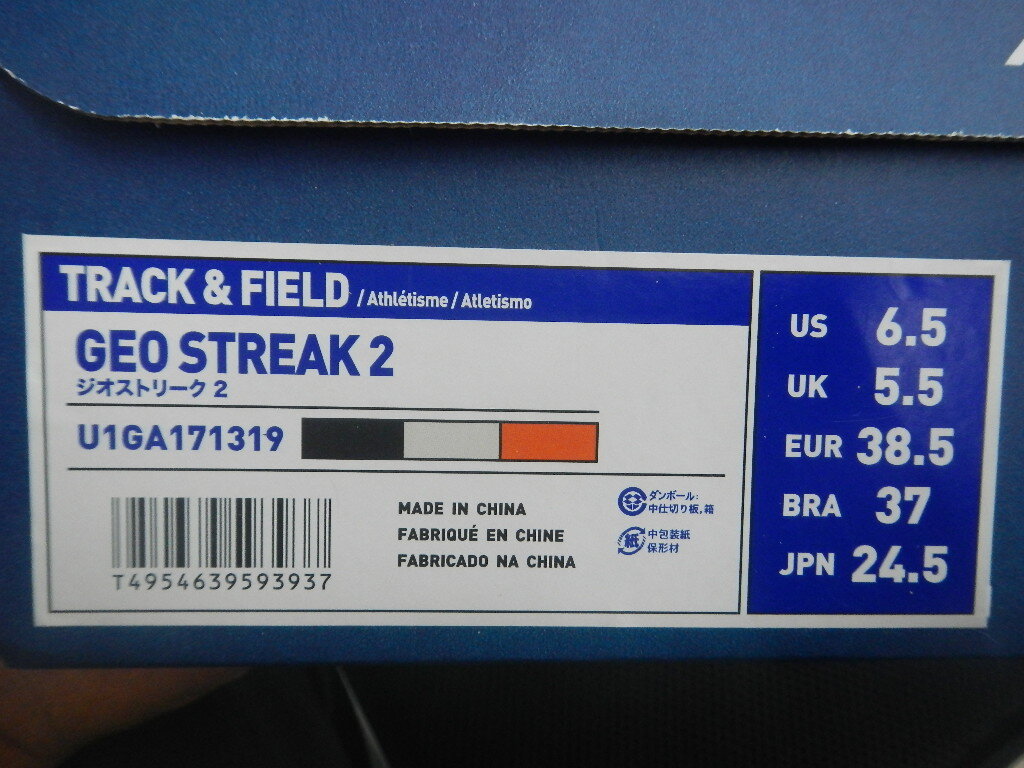 TRACK & FIELD / Athlétisme / Atletismo
GEO STREAK 2
ジオストリーク 2
U1GA171319
T4954639593937
MADE IN CHINA
FABRIQUÉ EN CHINE
FABRICADO NA CHINA
ダンボール:
中仕切り板,箱
紙
中包装紙
保形材
US 6.5
UK 5.5
EUR 38.5
BRA 37
JPN 24.5